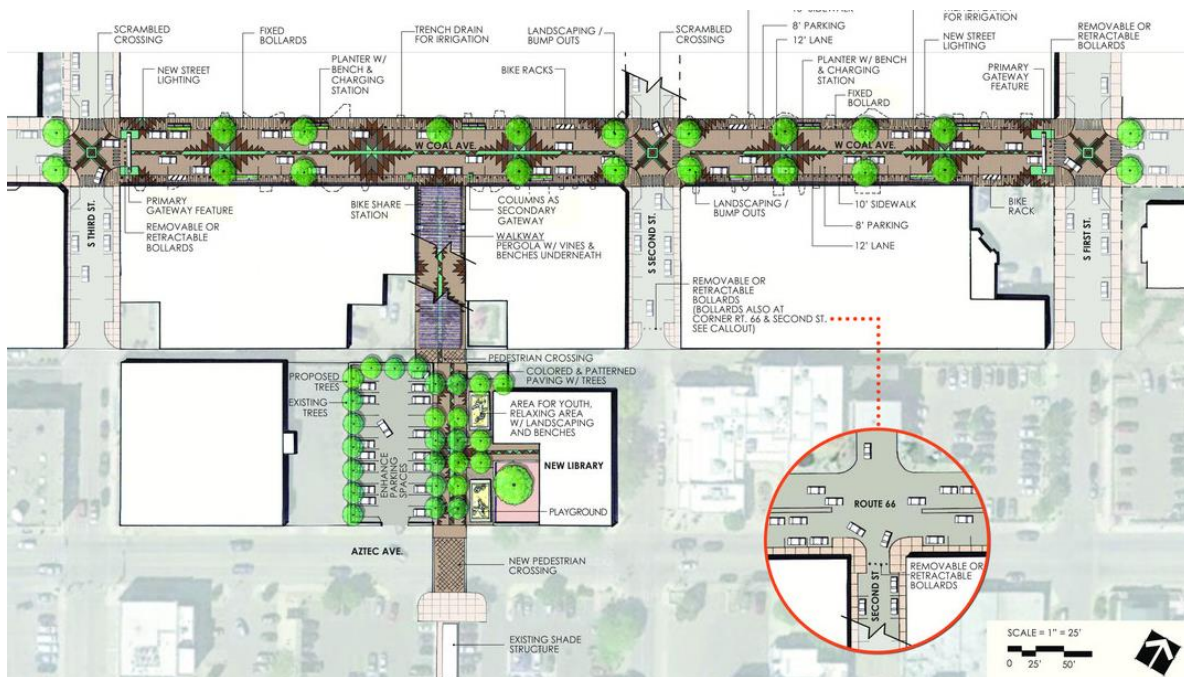 10' SIDEWALK
8' PARKING
12' LANE
FOR IRRIGATION
SCRAMBLED
CROSSING
FIXED
BOLLARDS
TRENCH DRAIN
FOR IRRIGATION
LANDSCAPING /
BUMP OUTS
SCRAMBLED
CROSSING
NEW STREET
LIGHTING
REMOVABLE OR
RETRACTABLE
BOLLARDS
NEW STREET
LIGHTING
PLANTER W/
BENCH &
CHARGING
STATION
BIKE RACKS
PLANTER W/ BENCH
& CHARGING
STATION
FIXED
BOLLARD
PRIMARY
GATEWAY
FEATURE
W COAL AVE.
W COAL AVE.
PRIMARY
GATEWAY FEATURE
REMOVABLE OR
RETRACTABLE
BOLLARDS
S THIRD ST.
BIKE SHARE
STATION
COLUMNS AS
SECONDARY
GATEWAY
WALKWAY
PERGOLA W/ VINES &
BENCHES UNDERNEATH
S SECOND ST.
LANDSCAPING /
BUMP OUTS
10' SIDEWALK
8' PARKING
12' LANE
BIKE
RACK
S FIRST ST.
REMOVABLE OR
RETRACTABLE
BOLLARDS
(BOLLARDS ALSO AT
CORNER RT. 66 & SECOND ST.
SEE CALLOUT)
PEDESTRIAN CROSSING
COLORED & PATTERNED
PAVING W/ TREES
PROPOSED
TREES
EXISTING
TREES
AREA FOR YOUTH,
RELAXING AREA
W/ LANDSCAPING
AND BENCHES
ENHANCE
PARKING
SPACES
NEW LIBRARY
PLAYGROUND
AZTEC AVE.
NEW PEDESTRIAN
CROSSING
EXISTING SHADE
STRUCTURE
ROUTE 66
SECOND ST
REMOVABLE OR
RETRACTABLE
BOLLARDS
SCALE = 1" = 25'
0 25' 50'